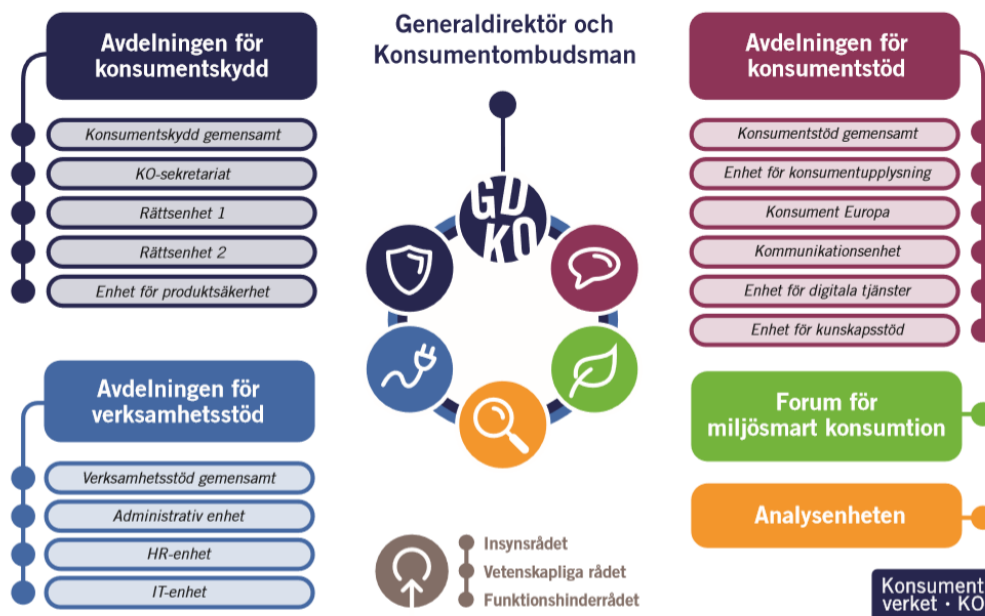 Avdelningen för
konsumentskydd
Konsumentskydd gemensamt
KO-sekretariat
Rättsenhet 1
Rättsenhet 2
Enhet för produktsäkerhet
Avdelningen för
verksamhetsstöd
Verksamhetsstöd gemensamt
Administrativ enhet
HR-enhet
IT-enhet
Generaldirektör och
Konsumentombudsman
GD
KO
Insynsrådet
Vetenskapliga rådet
Funktionshinderrådet
Avdelningen för
konsumentstöd
Konsumentstöd gemensamt
Enhet för konsumentupplysning
Konsument Europa
Kommunikationsenhet
Enhet för digitala tjänster
Enhet för kunskapsstöd
Forum för
miljösmart konsumtion
Analysenheten
Konsument
verket · KO